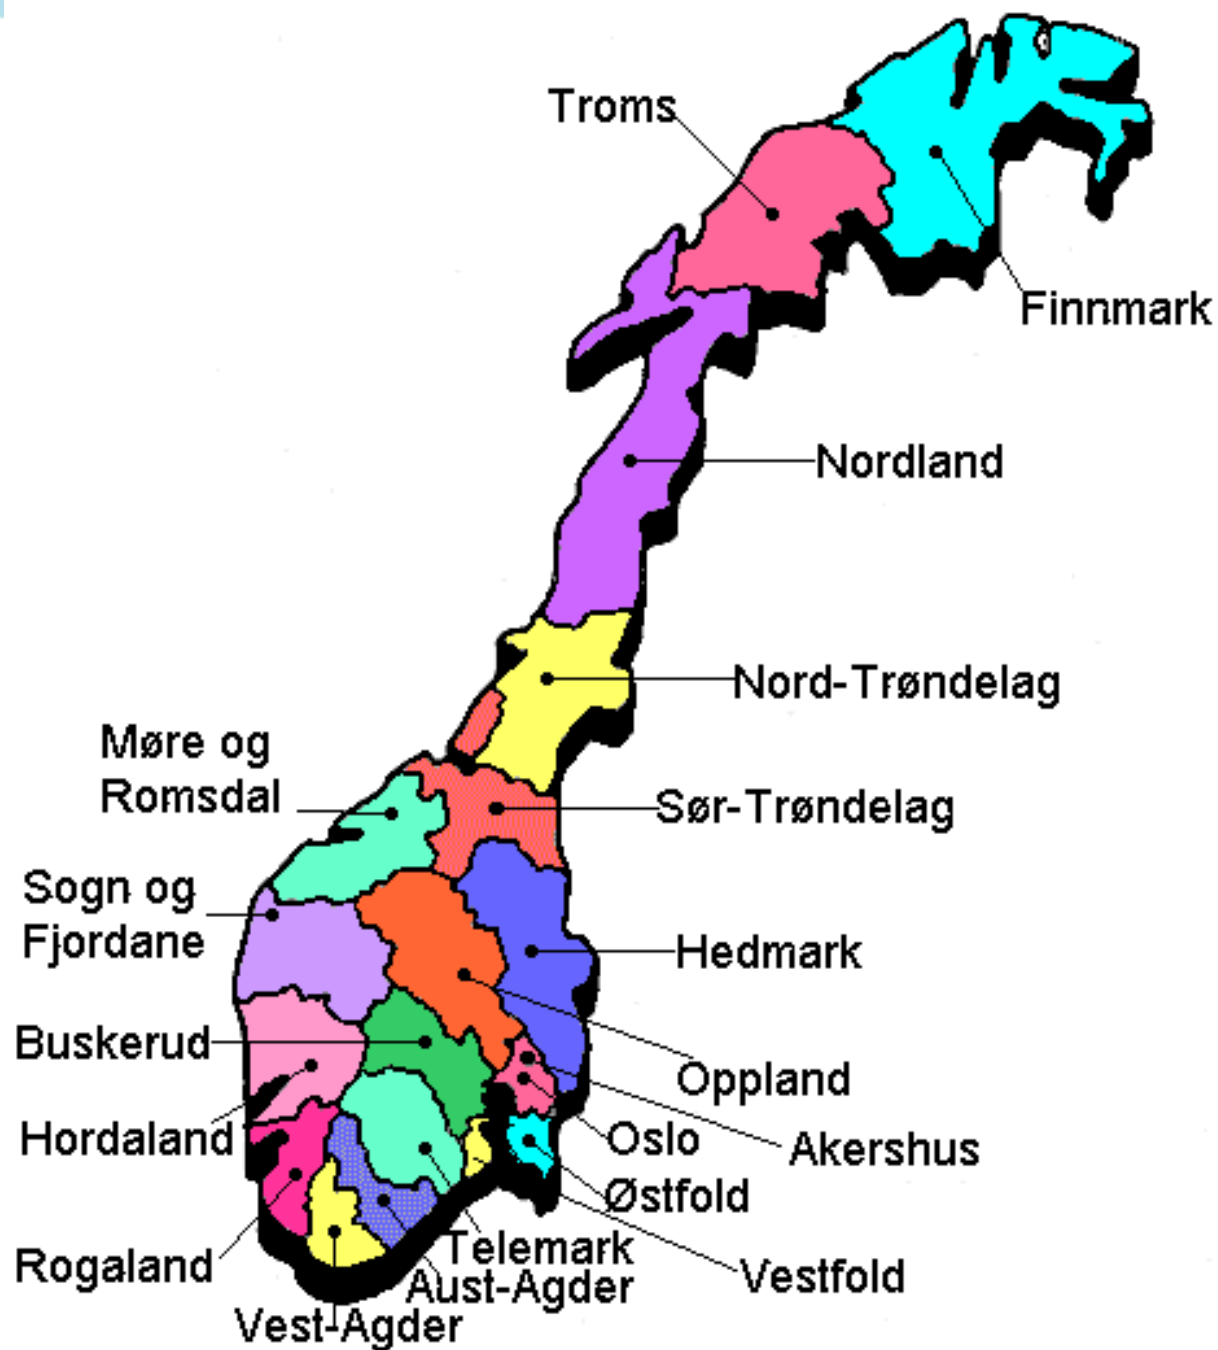 Troms
Finnmark
Nordland
Nord-Trøndelag
Møre og
Romsdal
Sør-Trøndelag
Sogn og
Fjordane
Hedmark
Buskerud
Oppland
Hordaland
Oslo
Akershus
Østfold
Rogaland
Telemark
Vestfold
Aust-Agder
Vest-Agder